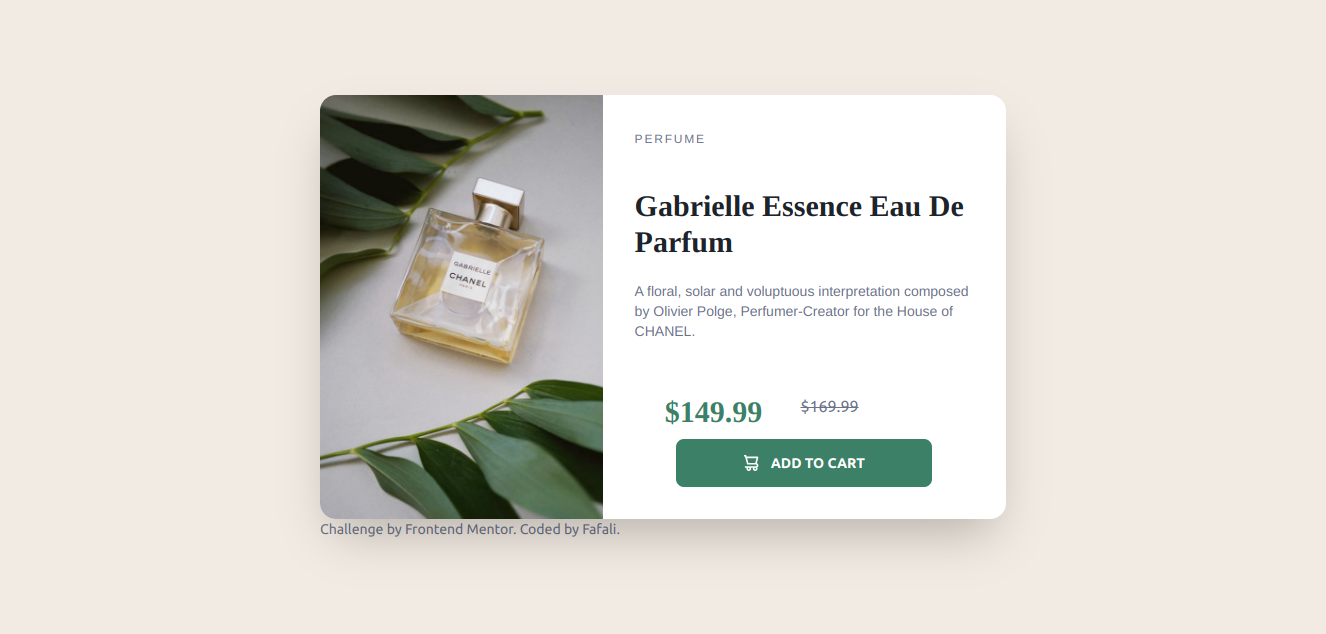 GABRIELLE
CHANEL
PARIS
PERFUME
Gabrielle Essence Eau De
Parfum
A floral, solar and voluptuous interpretation composed
by Olivier Polge, Perfumer-Creator for the House of
CHANEL.
$149.99 $169.99
ADD TO CART
Challenge by Frontend Mentor. Coded by Fafali.